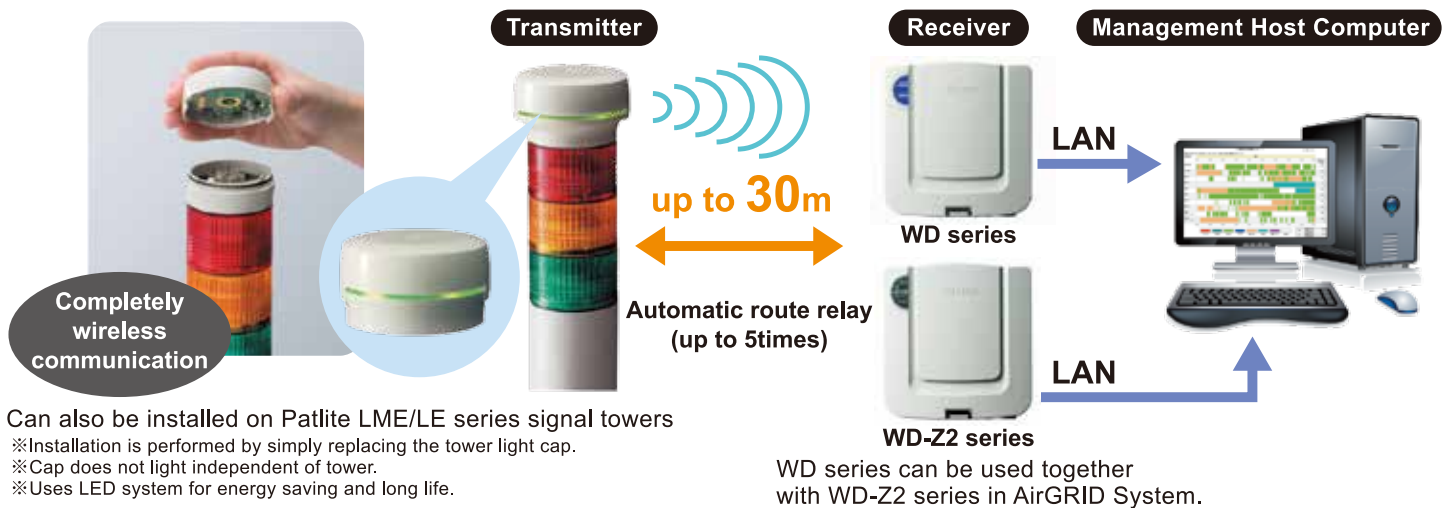 Transmitter
Receiver
Management Host Computer
LAN
up to 30m
WD series
Completely
wireless
communication
Automatic route relay
(up to 5times)
LAN
WD-Z2 series
Can also be installed on Patlite LME/LE series signal towers
※Installation is performed by simply replacing the tower light cap.
※Cap does not light independent of tower.
※Uses LED system for energy saving and long life.
WD series can be used together
with WD-Z2 series in AirGRID System.